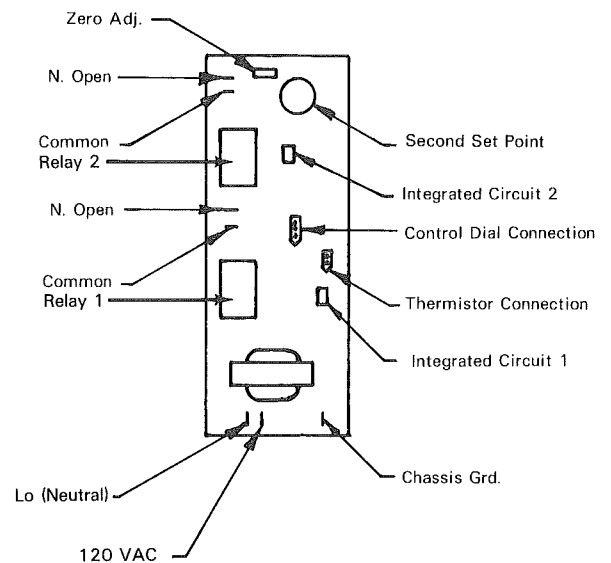 Zero Adj.
N. Open
Common
Relay 2
N. Open
Common
Relay 1
Second Set Point
Integrated Circuit 2
Control Dial Connection
Thermistor Connection
Integrated Circuit 1
Chassis Grd.
Lo (Neutral)
120 VAC